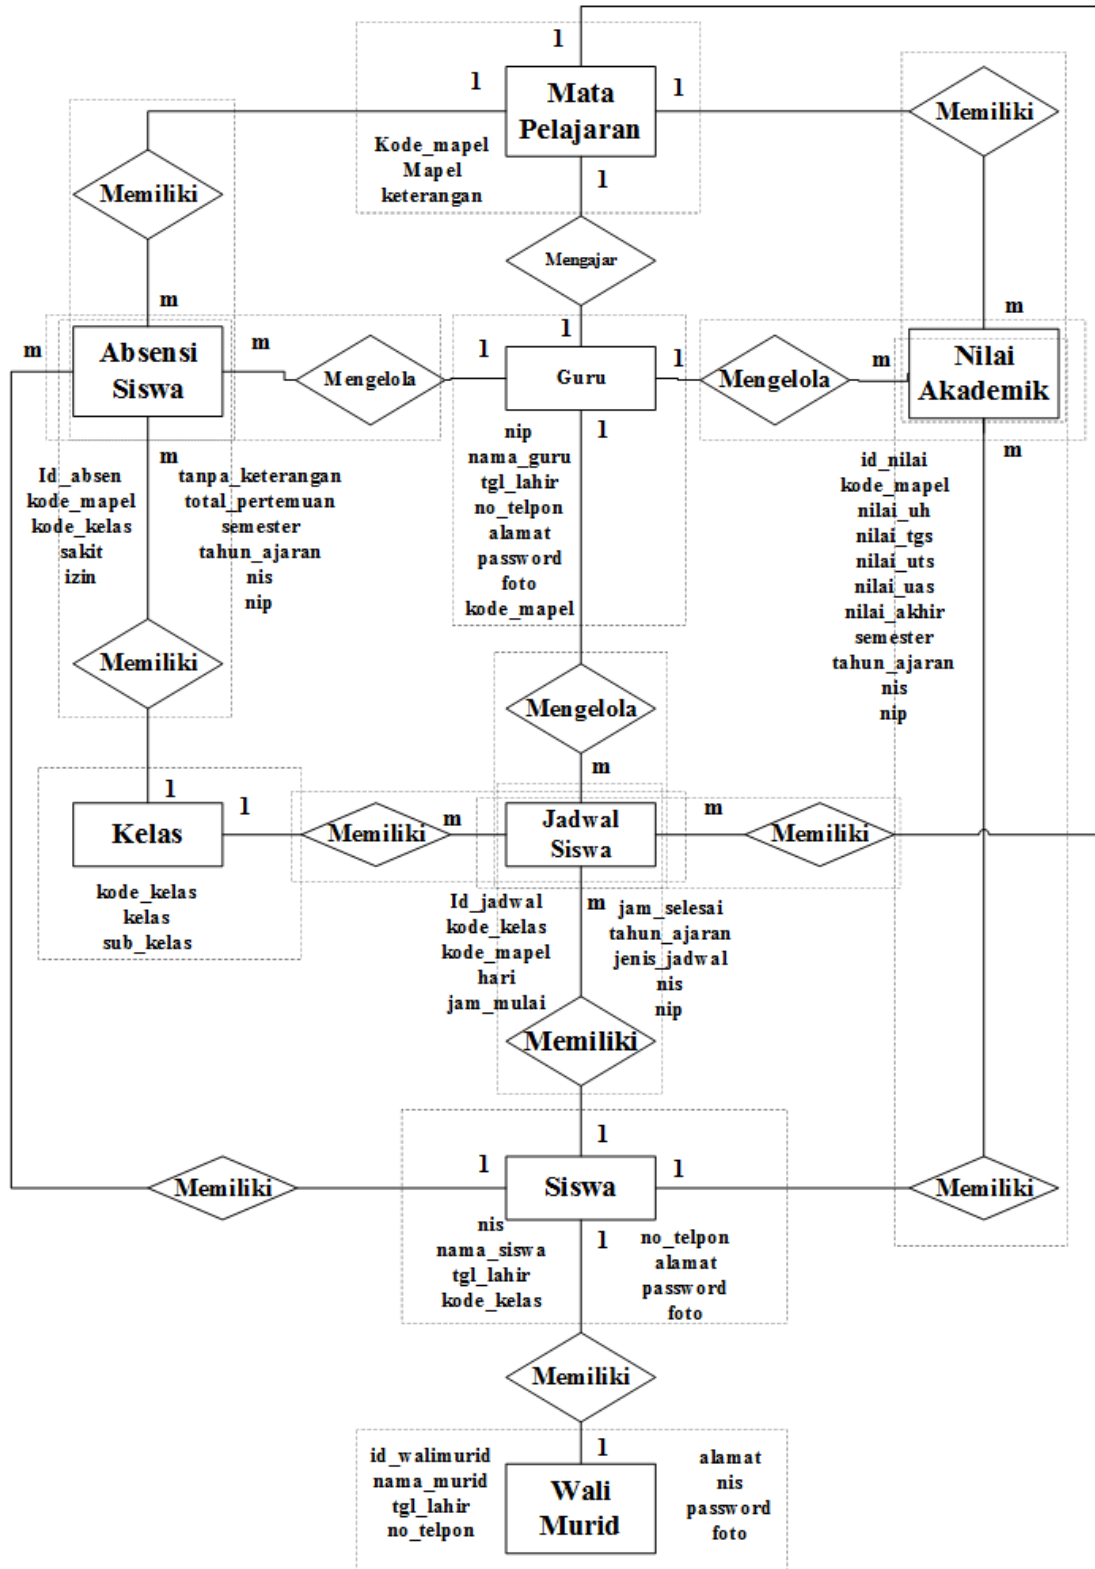 1
1
Mata
Pelajaran
1
Memiliki
Kode_mapel
Mapel
keterangan
1
Memiliki
Mengajar
m
m
m
Absensi
Siswa
m
Mengelola
1
1
Guru
1
Mengelola
m
Nilai
Akademik
m
1
m
Id_absen
kode_mapel
kode_kelas
sakit
izin
tanpa_keterangan
total_pertemuan
semester
tahun_ajaran
nis
nip
nip
nama_guru
tgl_lahir
no_telpon
alamat
password
foto
kode_mapel
id_nilai
kode_mapel
nilai_uh
nilai_tgs
nilai_uts
nilai_uas
nilai_akhir
semester
tahun_ajaran
nis
nip
Memiliki
Mengelola
m
1
Kelas
1
Memiliki
m
Jadwal
Siswa
m
Memiliki
kode_kelas
kelas
sub_kelas
Id_jadwal
kode_kelas
kode_mapel
hari
jam_mulai
m
jam_selesai
tahun_ajaran
jenis_jadwal
nis
nip
Memiliki
1
Memiliki
1
Siswa
1
Memiliki
nis
nama_siswa
tgl_lahir
kode_kelas
1
no_telpon
alamat
password
foto
Memiliki
1
id_walimurid
nama_murid
tgl_lahir
no_telpon
Wali
Murid
alamat
nis
password
foto